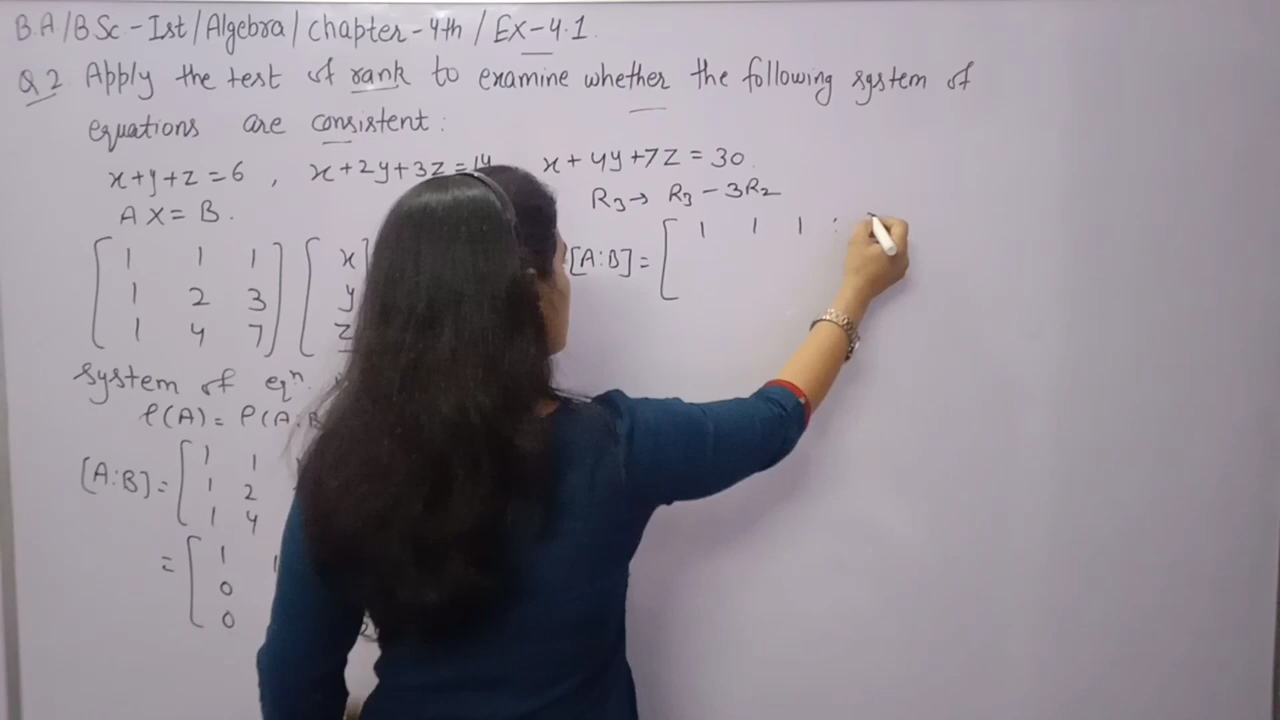 B.A/BSc-Ist/Algebra/Chapter-4th/Ex-4.1.
Q2 Apply the test of rank to examine whether the following system of
equations are consistent:
x+y+z=6, x+2y+3z=14 x+4y+7z=30.
AX=B.
[1 1 1] [x]
[1 2 3] [y]
[1 4 7] [z]
System of eqⁿ.
ρ(A)=ρ(A:B
[A:B]= [1 1
1 2
1 4
= [1 1
0
0
R₃→ R₃-3R₂
[A:B]= [1 1 1 :